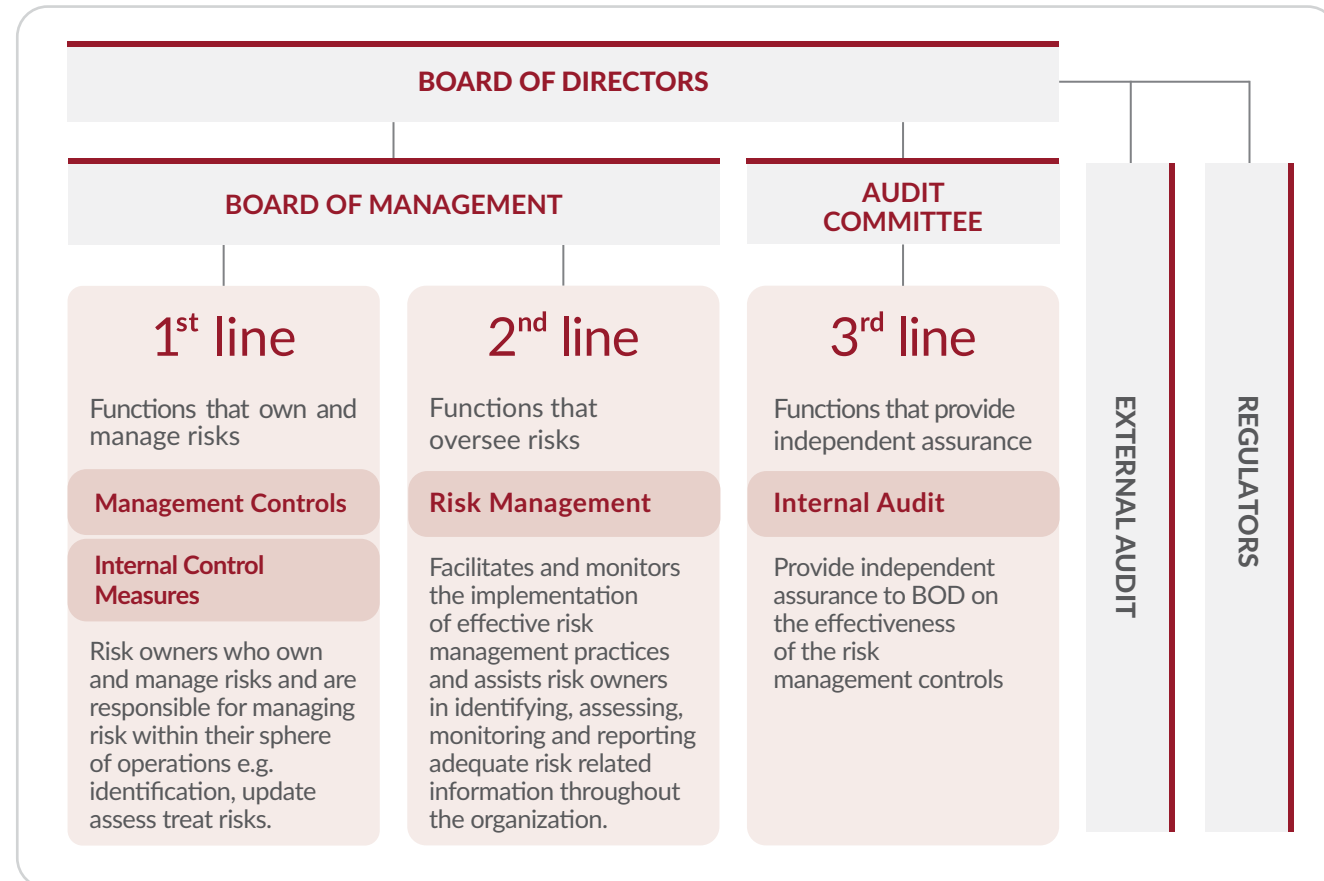 BOARD OF DIRECTORS
BOARD OF MANAGEMENT
AUDIT
COMMITTEE
1st line
Functions that own and
manage risks
Management Controls
Internal Control
Measures
Risk owners who own
and manage risks and are
responsible for managing
risk within their sphere
of operations e.g.
identification, update
assess treat risks.
2nd line
Functions that
oversee risks
Risk Management
Facilitates and monitors
the implementation
of effective risk
management practices
and assists risk owners
in identifying, assessing,
monitoring and reporting
adequate risk related
information throughout
the organization.
3rd line
Functions that provide
independent assurance
Internal Audit
Provide independent
assurance to BOD on
the effectiveness
of the risk
management controls
EXTERNAL AUDIT
REGULATORS